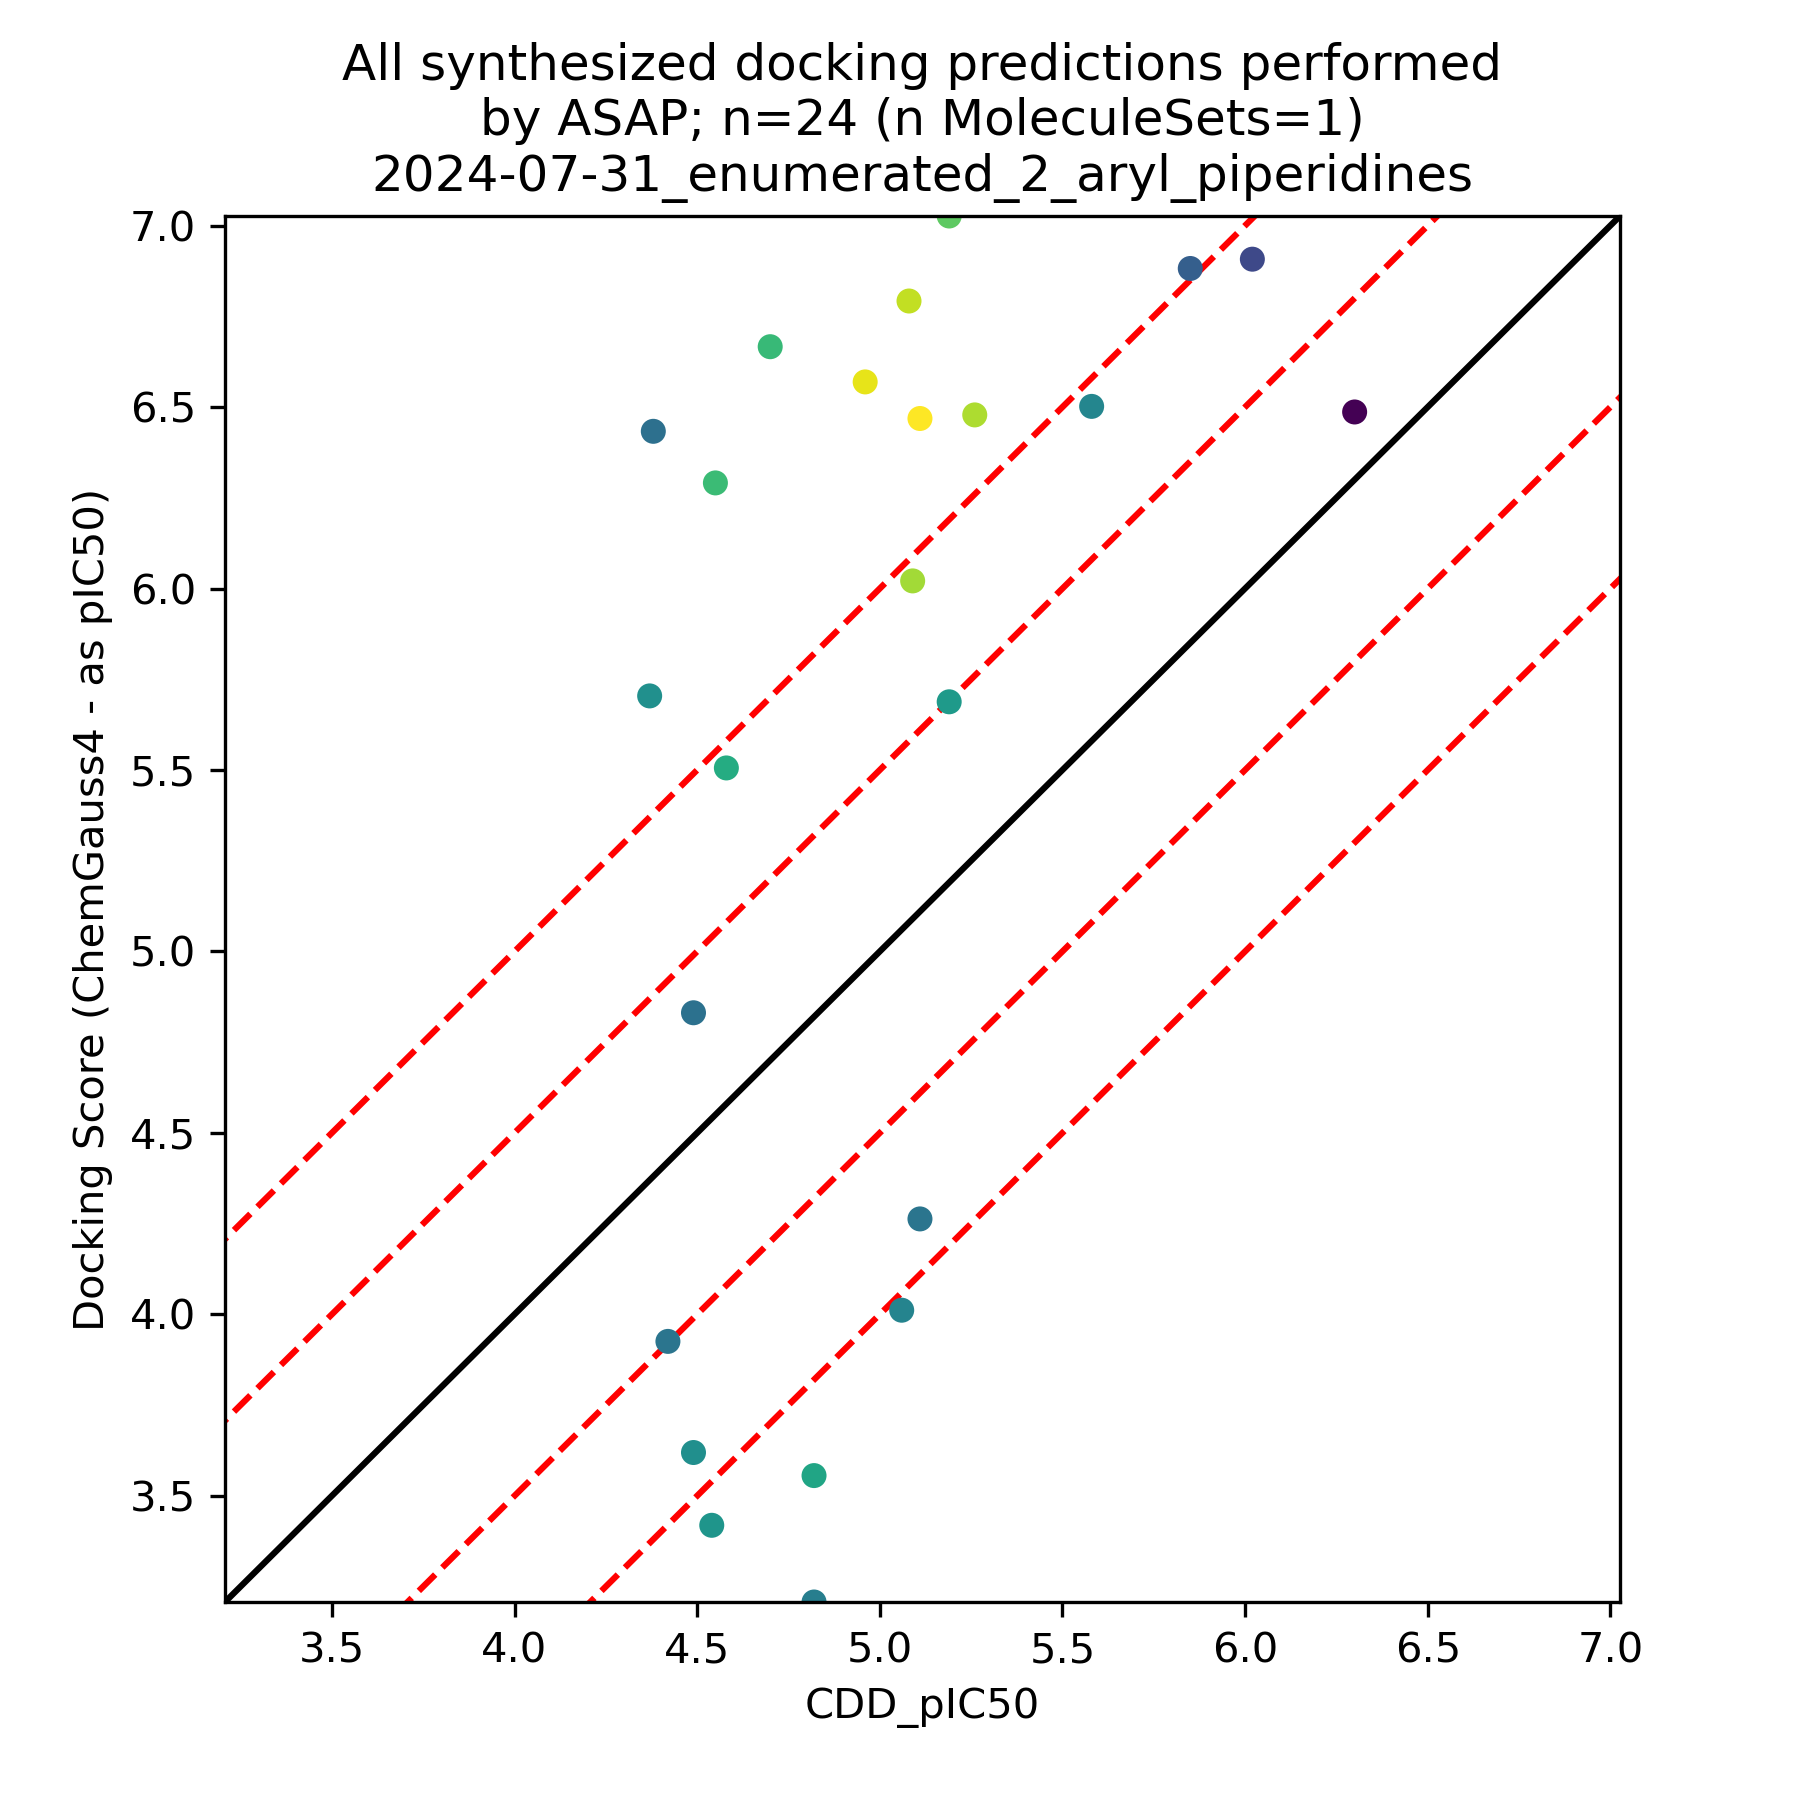 All synthesized docking predictions performed
by ASAP; n=24 (n MoleculeSets=1)
2024-07-31_enumerated_2_aryl_piperidines
7.0
6.5
6.0
5.5
5.0
4.5
4.0
3.5
Docking Score (ChemGauss4 - as pIC50)
3.5 4.0 4.5 5.0 5.5 6.0 6.5 7.0
CDD_pIC50